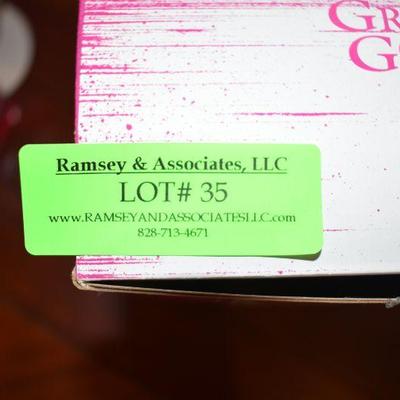 Ramsey & Associates, LLC
LOT# 35
www.RAMSEYANDASSOCIATESLLC.com
828-713-4671